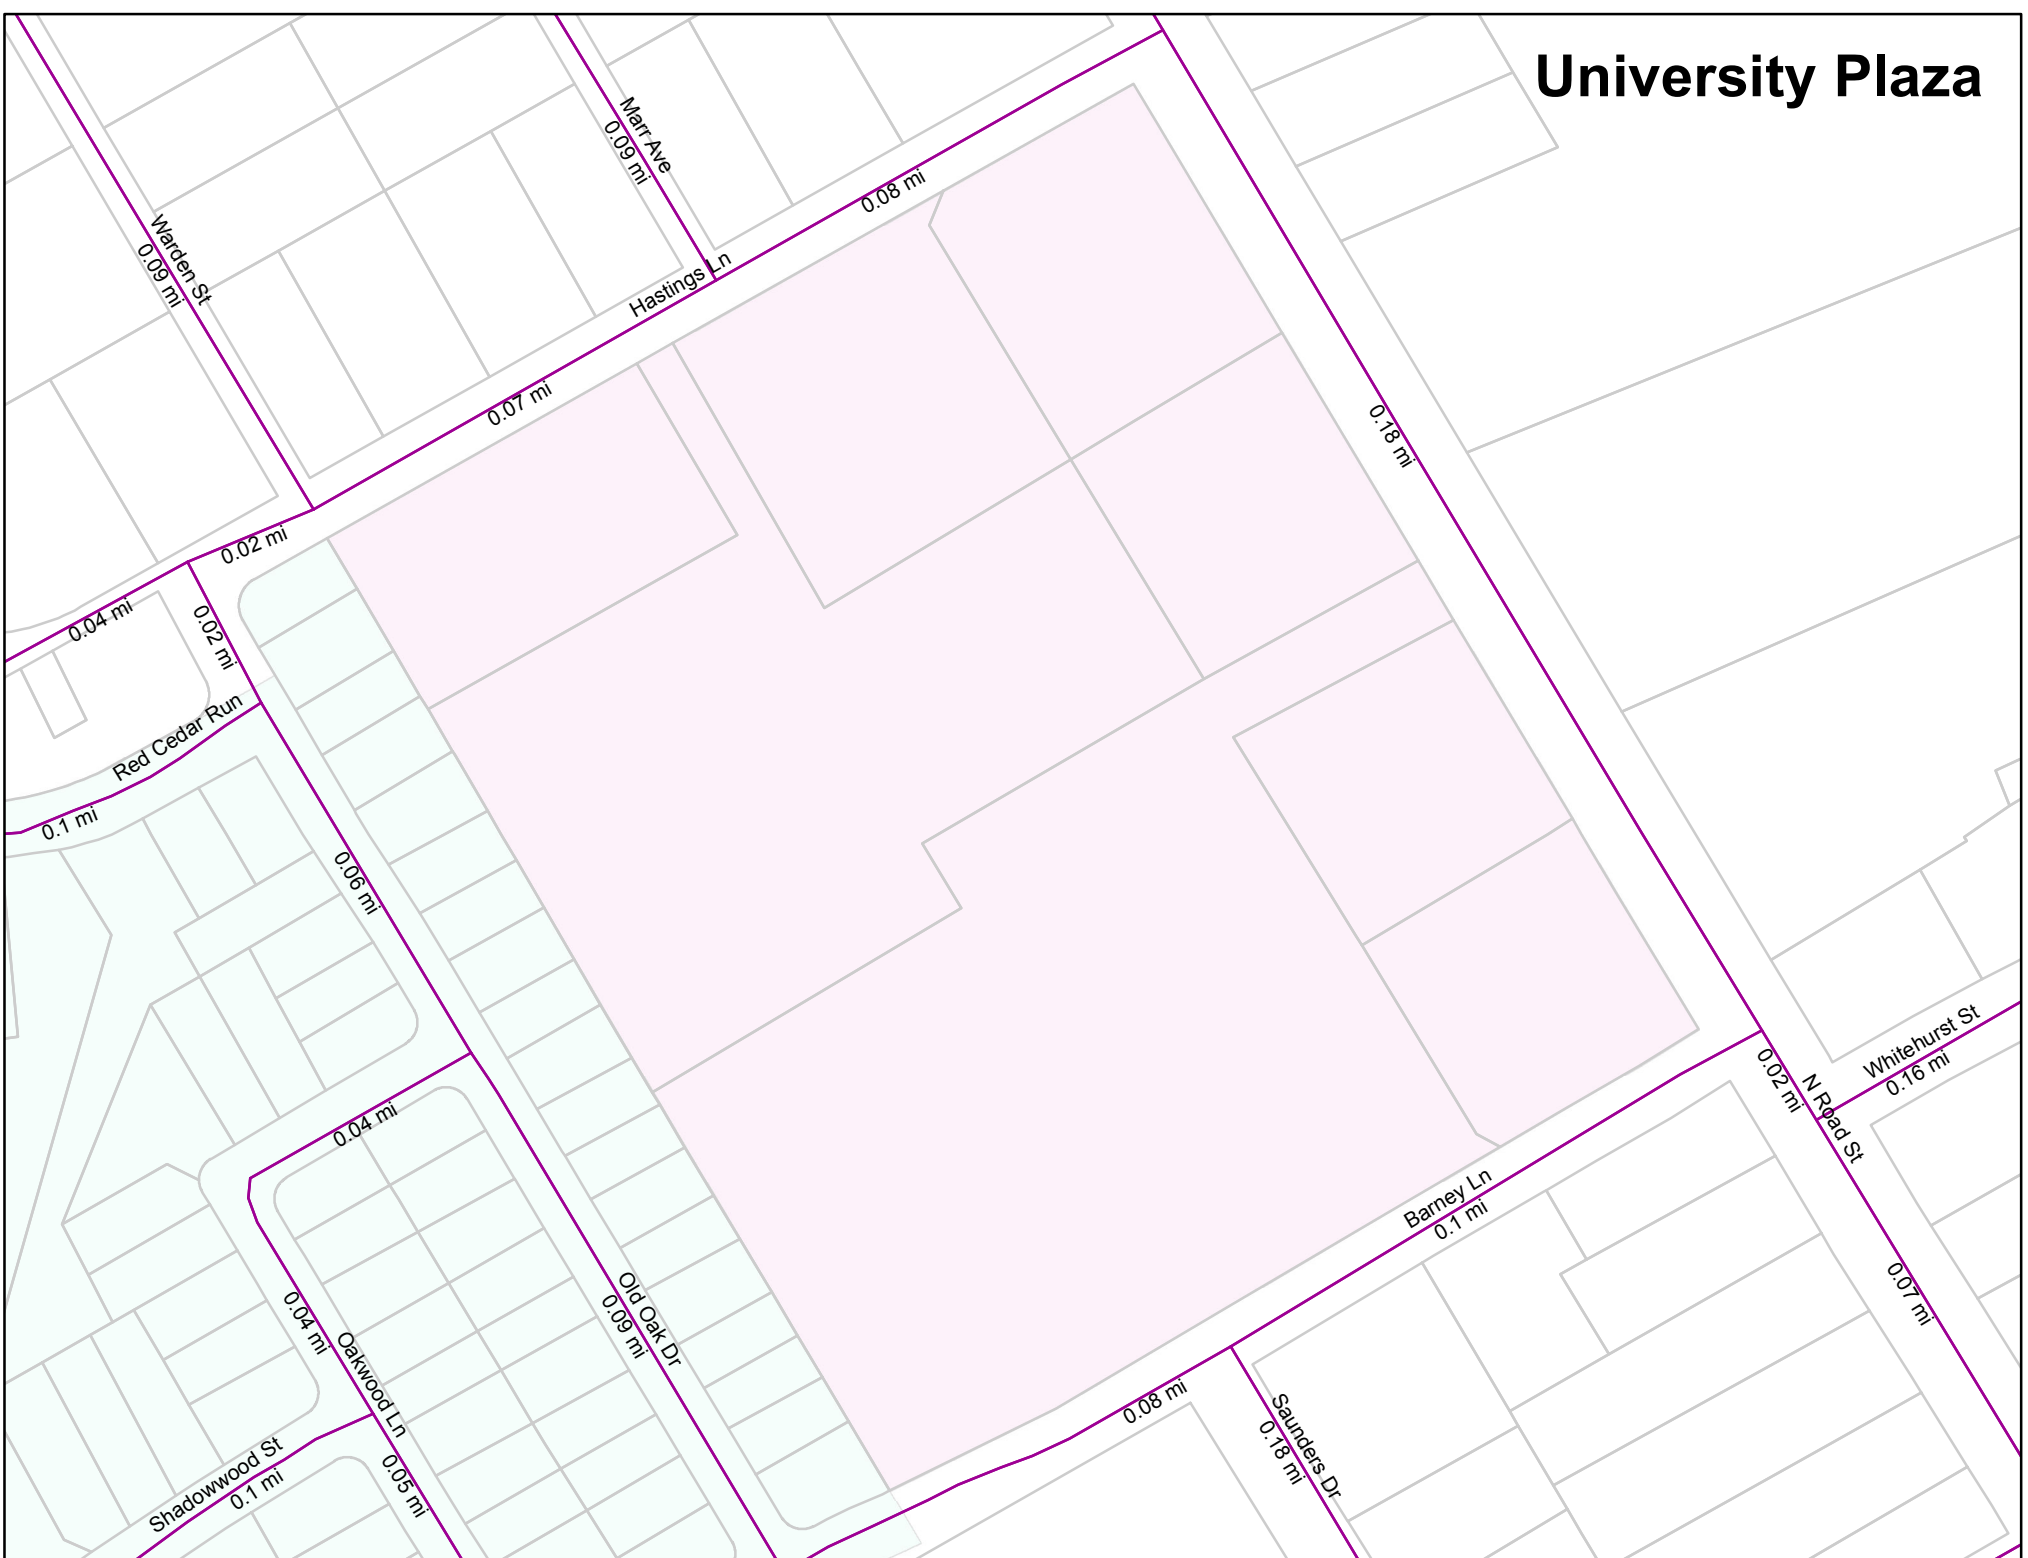 University Plaza
Marr Ave
0.09 mi
0.08 mi
Warden St
0.09 mi
Hastings Ln
0.07 mi
0.18 mi
0.02 mi
0.04 mi
0.02 mi
Red Cedar Run
0.1 mi
0.06 mi
Whitehurst St
0.16 mi
0.02 mi
N Road St
0.04 mi
Barney Ln
0.1 mi
0.07 mi
Old Oak Dr
0.09 mi
0.04 mi
Oakwood Ln
0.08 mi
Saunders Dr
0.18 mi
Shadowwood St
0.1 mi
0.05 mi